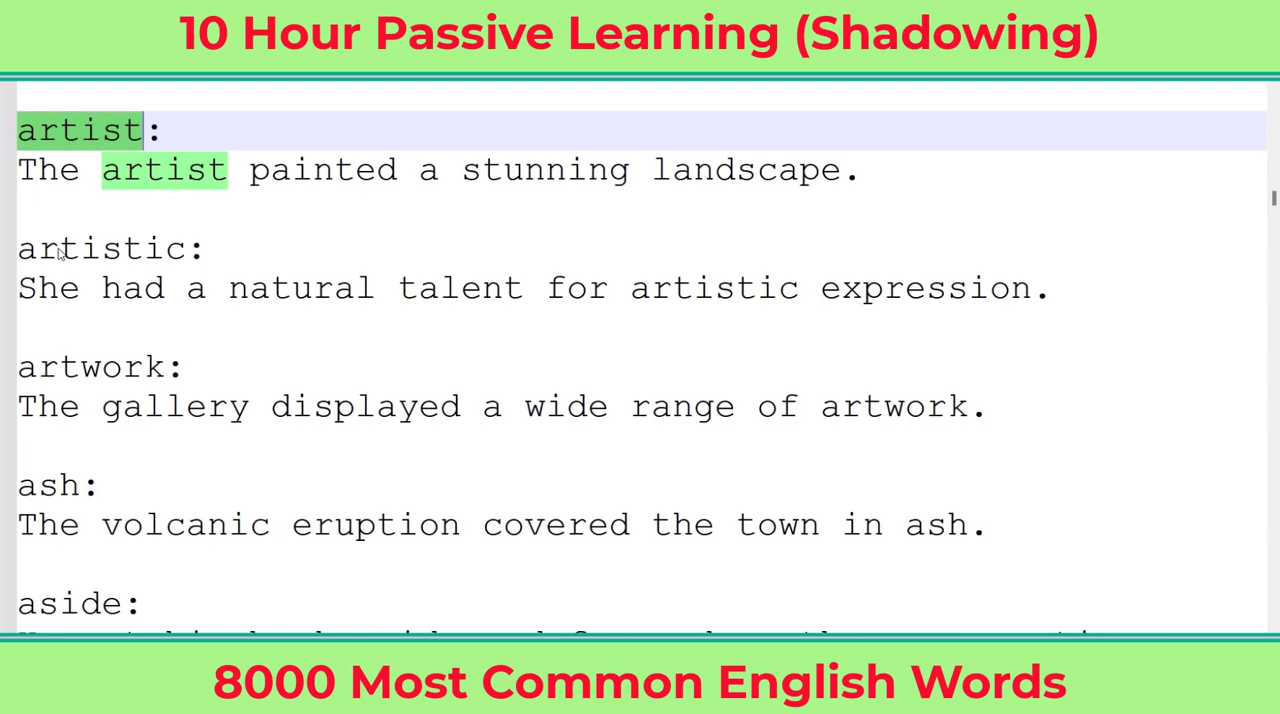 10 Hour Passive Learning (Shadowing)
artist:
The artist painted a stunning landscape.
artistic:
She had a natural talent for artistic expression.
artwork:
The gallery displayed a wide range of artwork.
ash:
The volcanic eruption covered the town in ash.
aside:
8000 Most Common English Words